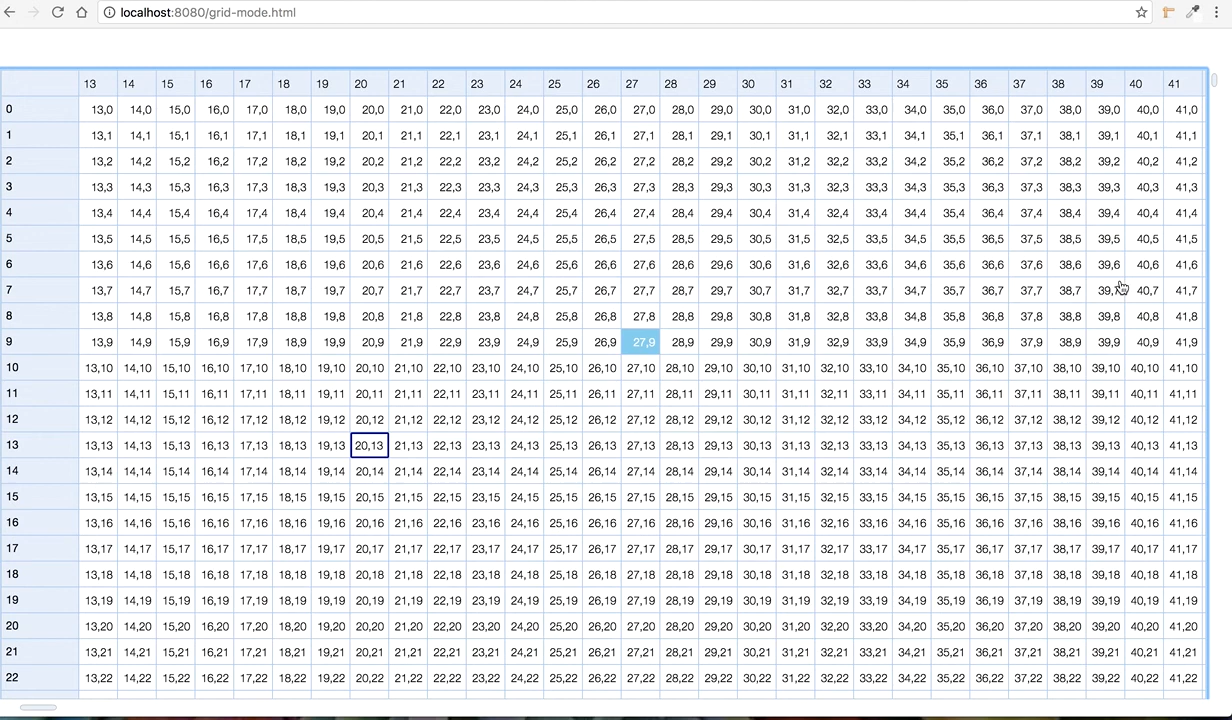 localhost:8080/grid-mode.html
13 14 15 16 17 18 19 20 21 22 23 24 25 26 27 28 29 30 31 32 33 34 35 36 37 38 39 40 41
0 13,0 14,0 15,0 16,0 17,0 18,0 19,0 20,0 21,0 22,0 23,0 24,0 25,0 26,0 27,0 28,0 29,0 30,0 31,0 32,0 33,0 34,0 35,0 36,0 37,0 38,0 39,0 40,0 41,0
1 13,1 14,1 15,1 16,1 17,1 18,1 19,1 20,1 21,1 22,1 23,1 24,1 25,1 26,1 27,1 28,1 29,1 30,1 31,1 32,1 33,1 34,1 35,1 36,1 37,1 38,1 39,1 40,1 41,1
2 13,2 14,2 15,2 16,2 17,2 18,2 19,2 20,2 21,2 22,2 23,2 24,2 25,2 26,2 27,2 28,2 29,2 30,2 31,2 32,2 33,2 34,2 35,2 36,2 37,2 38,2 39,2 40,2 41,2
3 13,3 14,3 15,3 16,3 17,3 18,3 19,3 20,3 21,3 22,3 23,3 24,3 25,3 26,3 27,3 28,3 29,3 30,3 31,3 32,3 33,3 34,3 35,3 36,3 37,3 38,3 39,3 40,3 41,3
4 13,4 14,4 15,4 16,4 17,4 18,4 19,4 20,4 21,4 22,4 23,4 24,4 25,4 26,4 27,4 28,4 29,4 30,4 31,4 32,4 33,4 34,4 35,4 36,4 37,4 38,4 39,4 40,4 41,4
5 13,5 14,5 15,5 16,5 17,5 18,5 19,5 20,5 21,5 22,5 23,5 24,5 25,5 26,5 27,5 28,5 29,5 30,5 31,5 32,5 33,5 34,5 35,5 36,5 37,5 38,5 39,5 40,5 41,5
6 13,6 14,6 15,6 16,6 17,6 18,6 19,6 20,6 21,6 22,6 23,6 24,6 25,6 26,6 27,6 28,6 29,6 30,6 31,6 32,6 33,6 34,6 35,6 36,6 37,6 38,6 39,6 40,6 41,6
7 13,7 14,7 15,7 16,7 17,7 18,7 19,7 20,7 21,7 22,7 23,7 24,7 25,7 26,7 27,7 28,7 29,7 30,7 31,7 32,7 33,7 34,7 35,7 36,7 37,7 38,7 39,7 40,7 41,7
8 13,8 14,8 15,8 16,8 17,8 18,8 19,8 20,8 21,8 22,8 23,8 24,8 25,8 26,8 27,8 28,8 29,8 30,8 31,8 32,8 33,8 34,8 35,8 36,8 37,8 38,8 39,8 40,8 41,8
9 13,9 14,9 15,9 16,9 17,9 18,9 19,9 20,9 21,9 22,9 23,9 24,9 25,9 26,9 27,9 28,9 29,9 30,9 31,9 32,9 33,9 34,9 35,9 36,9 37,9 38,9 39,9 40,9 41,9
10 13,10 14,10 15,10 16,10 17,10 18,10 19,10 20,10 21,10 22,10 23,10 24,10 25,10 26,10 27,10 28,10 29,10 30,10 31,10 32,10 33,10 34,10 35,10 36,10 37,10 38,10 39,10 40,10 41,10
11 13,11 14,11 15,11 16,11 17,11 18,11 19,11 20,11 21,11 22,11 23,11 24,11 25,11 26,11 27,11 28,11 29,11 30,11 31,11 32,11 33,11 34,11 35,11 36,11 37,11 38,11 39,11 40,11 41,11
12 13,12 14,12 15,12 16,12 17,12 18,12 19,12 20,12 21,12 22,12 23,12 24,12 25,12 26,12 27,12 28,12 29,12 30,12 31,12 32,12 33,12 34,12 35,12 36,12 37,12 38,12 39,12 40,12 41,12
13 13,13 14,13 15,13 16,13 17,13 18,13 19,13 20,13 21,13 22,13 23,13 24,13 25,13 26,13 27,13 28,13 29,13 30,13 31,13 32,13 33,13 34,13 35,13 36,13 37,13 38,13 39,13 40,13 41,13
14 13,14 14,14 15,14 16,14 17,14 18,14 19,14 20,14 21,14 22,14 23,14 24,14 25,14 26,14 27,14 28,14 29,14 30,14 31,14 32,14 33,14 34,14 35,14 36,14 37,14 38,14 39,14 40,14 41,14
15 13,15 14,15 15,15 16,15 17,15 18,15 19,15 20,15 21,15 22,15 23,15 24,15 25,15 26,15 27,15 28,15 29,15 30,15 31,15 32,15 33,15 34,15 35,15 36,15 37,15 38,15 39,15 40,15 41,15
16 13,16 14,16 15,16 16,16 17,16 18,16 19,16 20,16 21,16 22,16 23,16 24,16 25,16 26,16 27,16 28,16 29,16 30,16 31,16 32,16 33,16 34,16 35,16 36,16 37,16 38,16 39,16 40,16 41,16
17 13,17 14,17 15,17 16,17 17,17 18,17 19,17 20,17 21,17 22,17 23,17 24,17 25,17 26,17 27,17 28,17 29,17 30,17 31,17 32,17 33,17 34,17 35,17 36,17 37,17 38,17 39,17 40,17 41,17
18 13,18 14,18 15,18 16,18 17,18 18,18 19,18 20,18 21,18 22,18 23,18 24,18 25,18 26,18 27,18 28,18 29,18 30,18 31,18 32,18 33,18 34,18 35,18 36,18 37,18 38,18 39,18 40,18 41,18
19 13,19 14,19 15,19 16,19 17,19 18,19 19,19 20,19 21,19 22,19 23,19 24,19 25,19 26,19 27,19 28,19 29,19 30,19 31,19 32,19 33,19 34,19 35,19 36,19 37,19 38,19 39,19 40,19 41,19
20 13,20 14,20 15,20 16,20 17,20 18,20 19,20 20,20 21,20 22,20 23,20 24,20 25,20 26,20 27,20 28,20 29,20 30,20 31,20 32,20 33,20 34,20 35,20 36,20 37,20 38,20 39,20 40,20 41,20
21 13,21 14,21 15,21 16,21 17,21 18,21 19,21 20,21 21,21 22,21 23,21 24,21 25,21 26,21 27,21 28,21 29,21 30,21 31,21 32,21 33,21 34,21 35,21 36,21 37,21 38,21 39,21 40,21 41,21
22 13,22 14,22 15,22 16,22 17,22 18,22 19,22 20,22 21,22 22,22 23,22 24,22 25,22 26,22 27,22 28,22 29,22 30,22 31,22 32,22 33,22 34,22 35,22 36,22 37,22 38,22 39,22 40,22 41,22